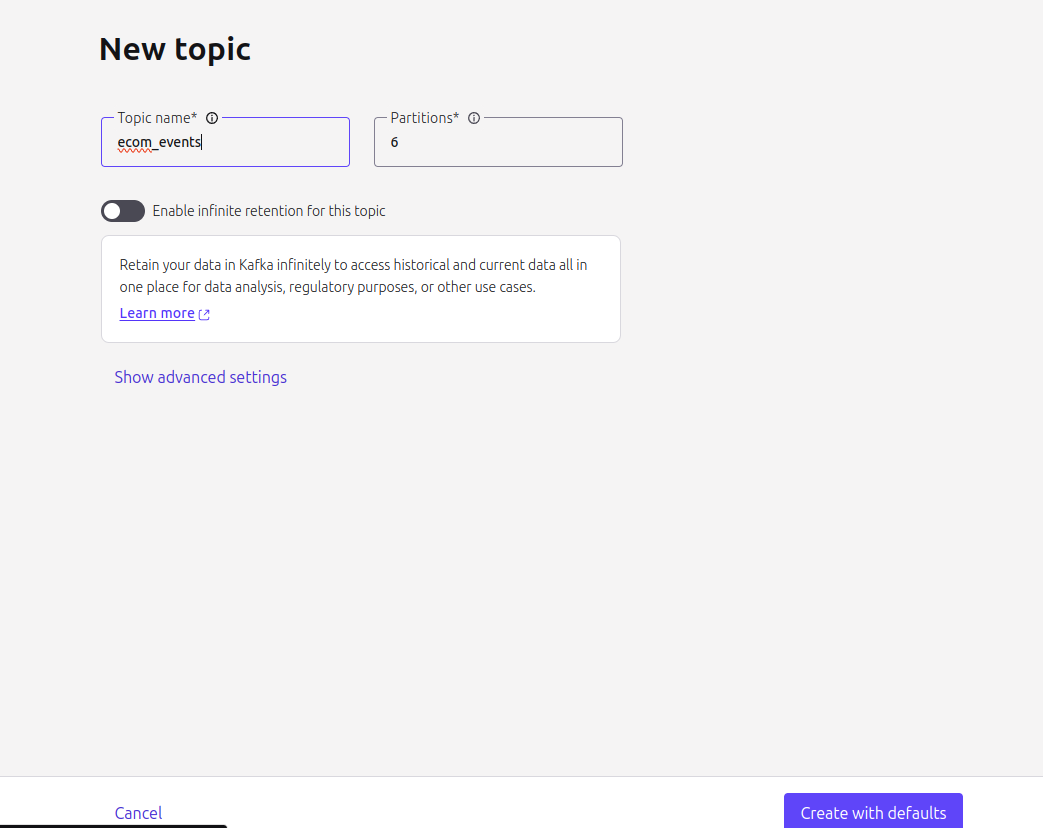 New topic
Topic name*
Partitions*
ecom_events
6
Enable infinite retention for this topic
Retain your data in Kafka infinitely to access historical and current data all in
one place for data analysis, regulatory purposes, or other use cases.
Learn more
Show advanced settings
Cancel
Create with defaults